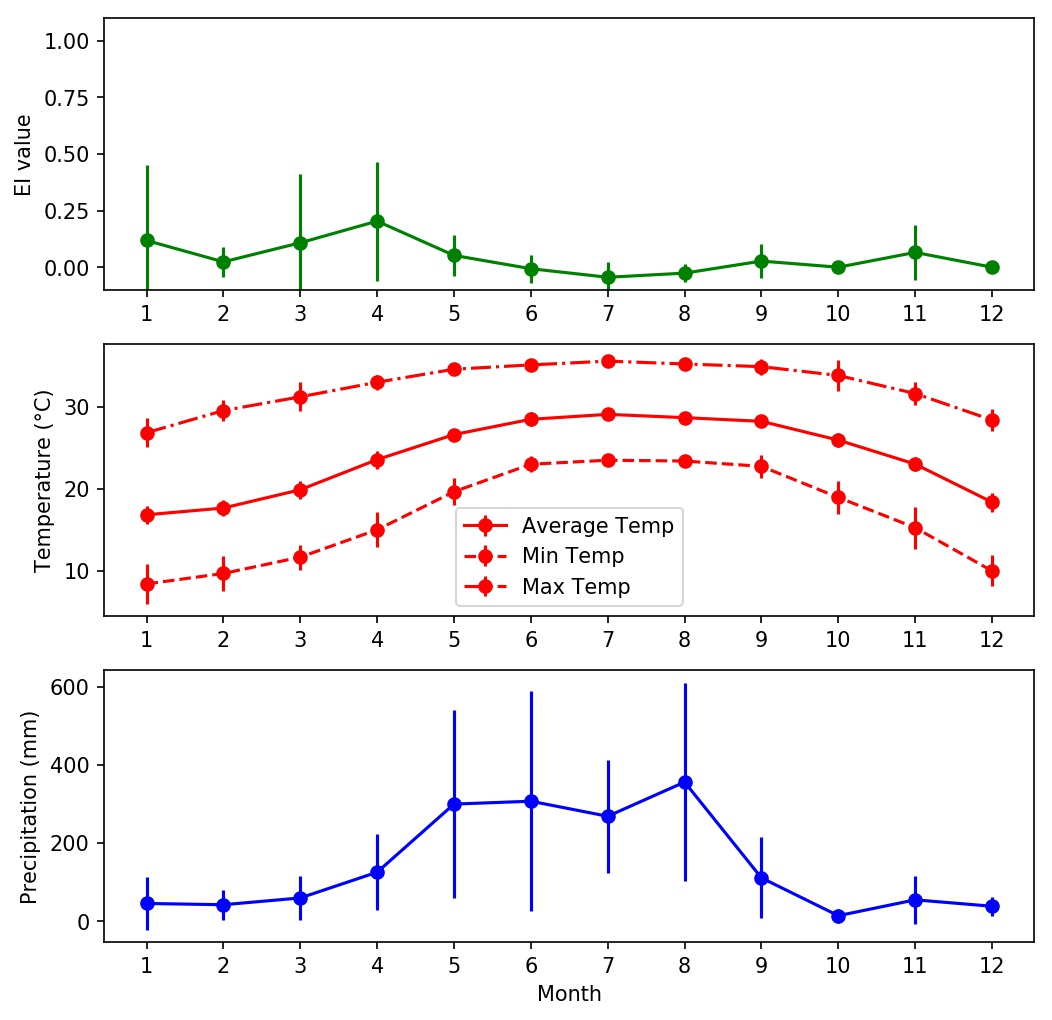 EI value
1.00
0.75
0.50
0.25
0.00
1 2 3 4 5 6 7 8 9 10 11 12
Temperature (°C)
30
20
10
Average Temp
Min Temp
Max Temp
1 2 3 4 5 6 7 8 9 10 11 12
Precipitation (mm)
600
400
200
0
1 2 3 4 5 6 7 8 9 10 11 12
Month